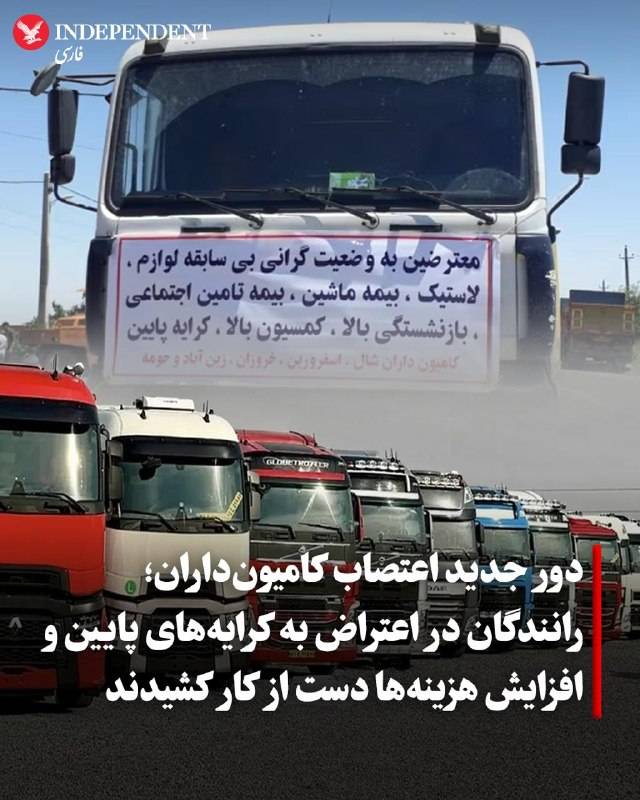 INDEPENDENT
فارسی
معترضین به وضعیت گرانی بی سابقه لوازم ،
لاستیک ، بیمه ماشین ، بیمه تامین اجتماعی
، بازنشستگی بالا ، کمسیون بالا ، کرایه پایین
کامیون داران شال ، اسفرورین ، خروزان ، زین آباد و حومه
GLOBETROTTER
دور جدید اعتصاب کامیون‌داران؛
رانندگان در اعتراض به کرایه‌های پایین و
افزایش هزینه‌ها دست از کار کشیدند